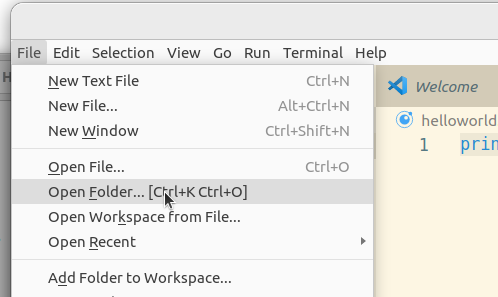 File Edit Selection View Go Run Terminal Help
New Text File Ctrl+N
New File... Alt+Ctrl+N
New Window Ctrl+Shift+N
Open File... Ctrl+O
Open Folder... [Ctrl+K Ctrl+O]
Open Workspace from File...
Open Recent
Add Folder to Workspace...
Welcome
helloworld
1 prin